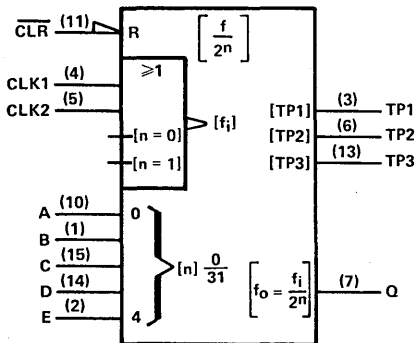 CLR (11) R [f/2ⁿ]
≥1
CLK1 (4)
CLK2 (5)
[fi]
[n = 0]
[n = 1]
[TP1] (3) TP1
[TP2] (6) TP2
[TP3] (13) TP3
A (10) 0
B (1)
C (15) [n] 0/31
D (14)
E (2) 4
[fo = fi/2ⁿ] (7) Q